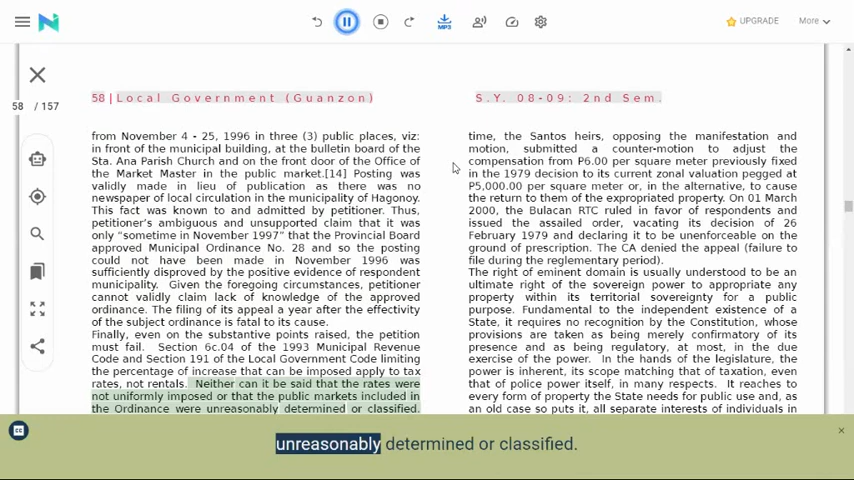 MP3
UPGRADE
More
58 / 157
58|Local Government (Guanzon)
S.Y. 08-09: 2nd Sem.
from November 4 - 25, 1996 in three (3) public places, viz:
in front of the municipal building, at the bulletin board of the
Sta. Ana Parish Church and on the front door of the Office of
the Market Master in the public market.[14] Posting was
validly made in lieu of publication as there was no
newspaper of local circulation in the municipality of Hagonoy.
This fact was known to and admitted by petitioner. Thus,
petitioner's ambiguous and unsupported claim that it was
only "sometime in November 1997" that the Provincial Board
approved Municipal Ordinance No. 28 and so the posting
could not have been made in November 1996 was
sufficiently disproved by the positive evidence of respondent
municipality. Given the foregoing circumstances, petitioner
cannot validly claim lack of knowledge of the approved
ordinance. The filing of its appeal a year after the effectivity
of the subject ordinance is fatal to its cause.
Finally, even on the substantive points raised, the petition
must fail. Section 6c.04 of the 1993 Municipal Revenue
Code and Section 191 of the Local Government Code limiting
the percentage of increase that can be imposed apply to tax
rates, not rentals. Neither can it be said that the rates were
not uniformly imposed or that the public markets included in
the Ordinance were unreasonably determined or classified.
time, the Santos heirs, opposing the manifestation and
motion, submitted a counter-motion to adjust the
compensation from P6.00 per square meter previously fixed
in the 1979 decision to its current zonal valuation pegged at
P5,000.00 per square meter or, in the alternative, to cause
the return to them of the expropriated property. On 01 March
2000, the Bulacan RTC ruled in favor of respondents and
issued the assailed order, vacating its decision of 26
February 1979 and declaring it to be unenforceable on the
ground of prescription. The CA denied the appeal (failure to
file during the reglementary period).
The right of eminent domain is usually understood to be an
ultimate right of the sovereign power to appropriate any
property within its territorial sovereignty for a public
purpose. Fundamental to the independent existence of a
State, it requires no recognition by the Constitution, whose
provisions are taken as being merely confirmatory of its
presence and as being regulatory, at most, in the due
exercise of the power. In the hands of the legislature, the
power is inherent, its scope matching that of taxation, even
that of police power itself, in many respects. It reaches to
every form of property the State needs for public use and, as
an old case so puts it, all separate interests of individuals in
CC
unreasonably determined or classified.